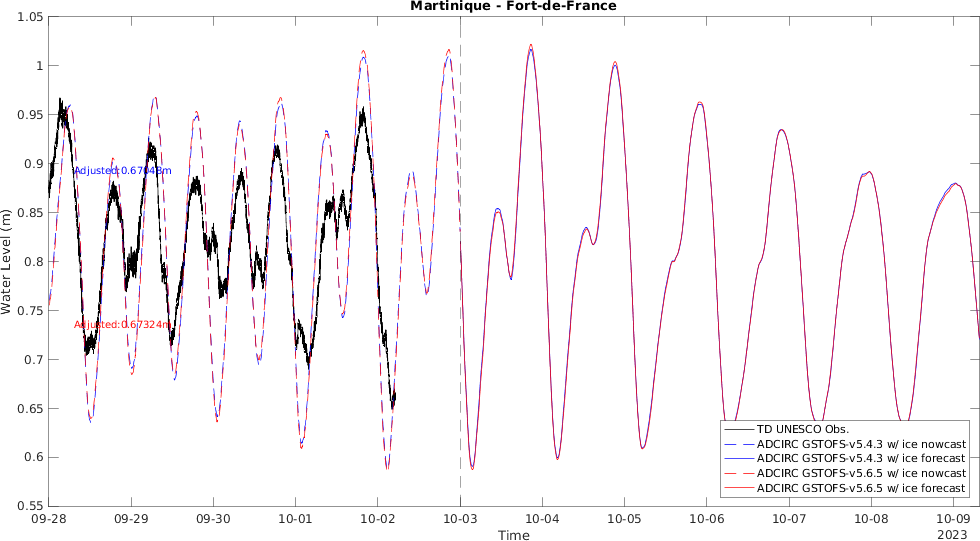 Martinique - Fort-de-France
1.05
1
0.95
0.9
0.85
0.8
0.75
0.7
0.65
0.6
0.55
Water Level (m)
Adjusted:0.67043m
Adjusted:0.67324m
TD UNESCO Obs.
ADCIRC GSTOFS-v5.4.3 w/ ice nowcast
ADCIRC GSTOFS-v5.4.3 w/ ice forecast
ADCIRC GSTOFS-v5.6.5 w/ ice nowcast
ADCIRC GSTOFS-v5.6.5 w/ ice forecast
09-28 09-29 09-30 10-01 10-02 10-03 10-04 10-05 10-06 10-07 10-08 10-09
2023
Time